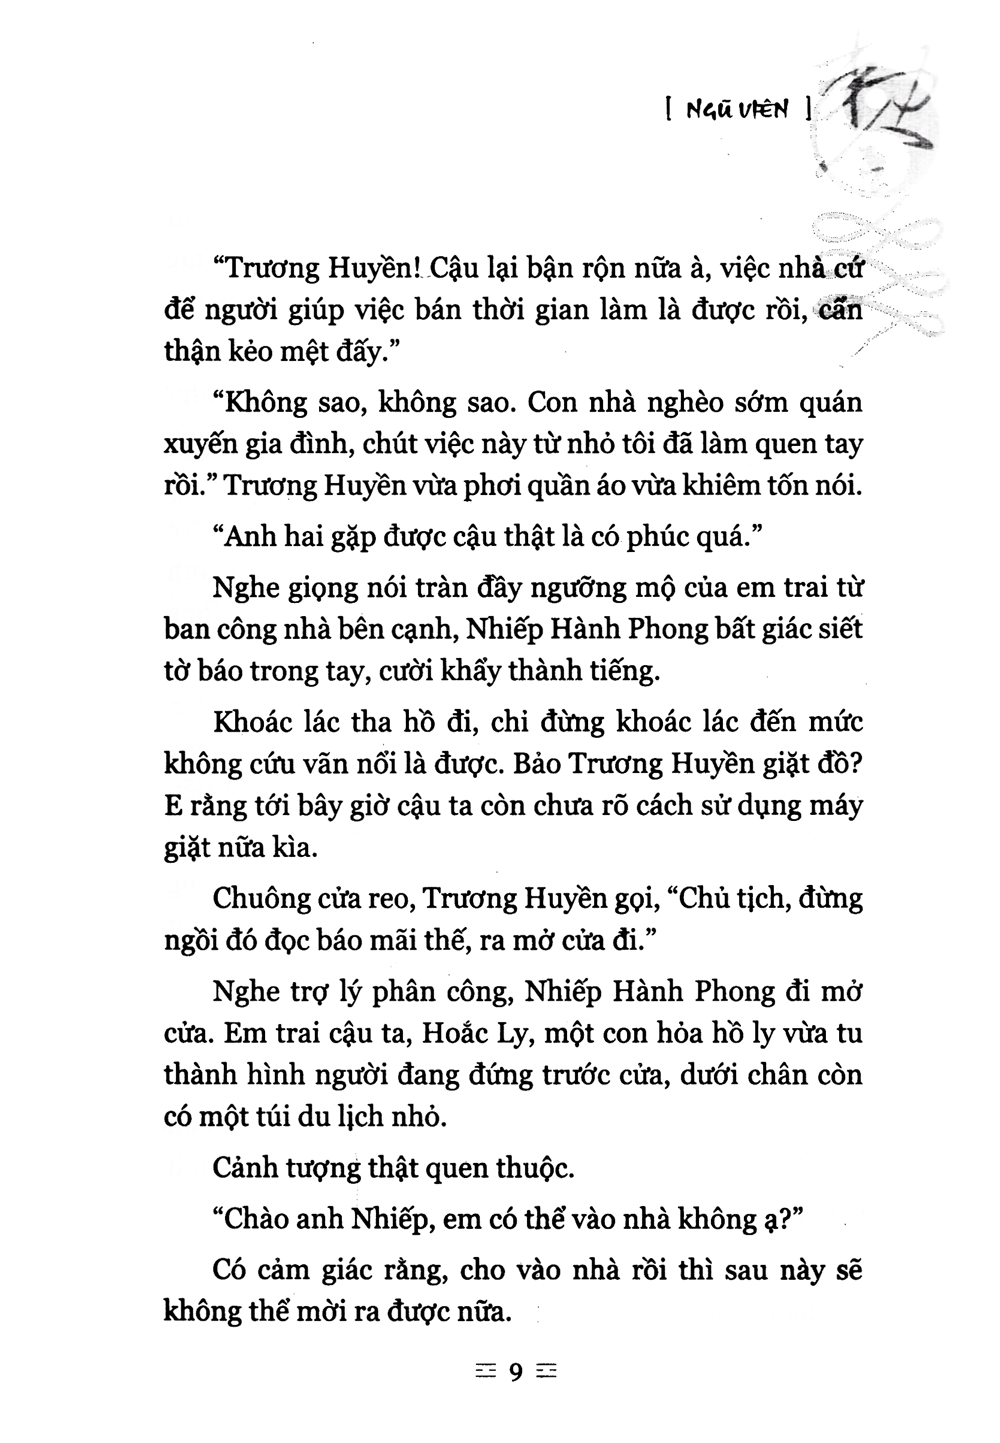 [ NGŨ VIÊN ]
“Trương Huyền! Cậu lại bận rộn nữa à, việc nhà cứ
để người giúp việc bán thời gian làm là được rồi, cẩn
thận kẻo mệt đấy.”
“Không sao, không sao. Con nhà nghèo sớm quán
xuyến gia đình, chút việc này từ nhỏ tôi đã làm quen tay
rồi.” Trương Huyền vừa phơi quần áo vừa khiêm tốn nói.
“Anh hai gặp được cậu thật là có phúc quá.”
Nghe giọng nói tràn đầy ngưỡng mộ của em trai từ
ban công nhà bên cạnh, Nhiếp Hành Phong bất giác siết
tờ báo trong tay, cười khẩy thành tiếng.
Khoác lác tha hồ đi, chỉ đừng khoác lác đến mức
không cứu vãn nổi là được. Bảo Trương Huyền giặt đồ?
E rằng tới bây giờ cậu ta còn chưa rõ cách sử dụng máy
giặt nữa kìa.
Chuông cửa reo, Trương Huyền gọi, “Chủ tịch, đừng
ngồi đó đọc báo mãi thế, ra mở cửa đi.”
Nghe trợ lý phân công, Nhiếp Hành Phong đi mở
cửa. Em trai cậu ta, Hoắc Ly, một con hỏa hồ ly vừa tu
thành hình người đang đứng trước cửa, dưới chân còn
có một túi du lịch nhỏ.
Cảnh tượng thật quen thuộc.
“Chào anh Nhiếp, em có thể vào nhà không ạ?”
Có cảm giác rằng, cho vào nhà rồi thì sau này sẽ
không thể mời ra được nữa.
9